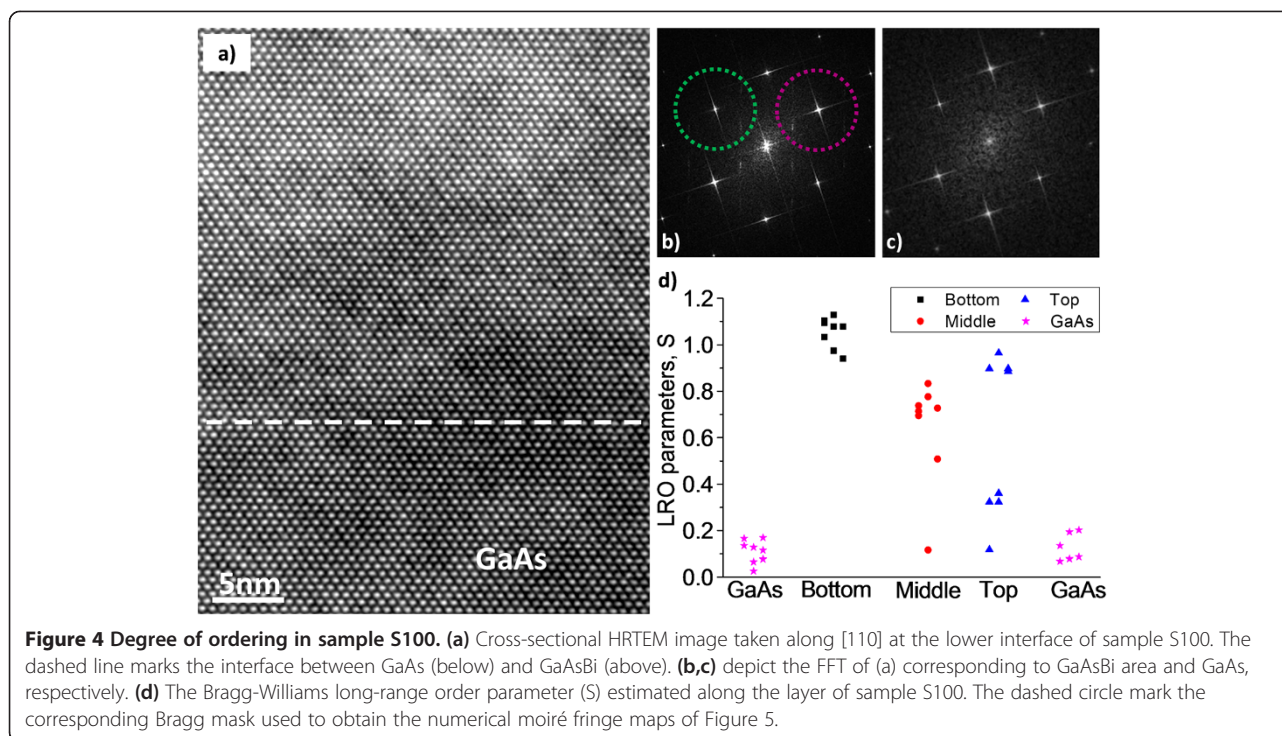 a)
GaAs
5nm
b)
c)
d)
Bottom
Top
Middle
GaAs
LRO parameters, S
1.2
1.0
0.8
0.6
0.4
0.2
0.0
GaAs Bottom Middle Top GaAs
Figure 4 Degree of ordering in sample S100. (a) Cross-sectional HRTEM image taken along [110] at the lower interface of sample S100. The
dashed line marks the interface between GaAs (below) and GaAsBi (above). (b,c) depict the FFT of (a) corresponding to GaAsBi area and GaAs,
respectively. (d) The Bragg-Williams long-range order parameter (S) estimated along the layer of sample S100. The dashed circle mark the
corresponding Bragg mask used to obtain the numerical moiré fringe maps of Figure 5.